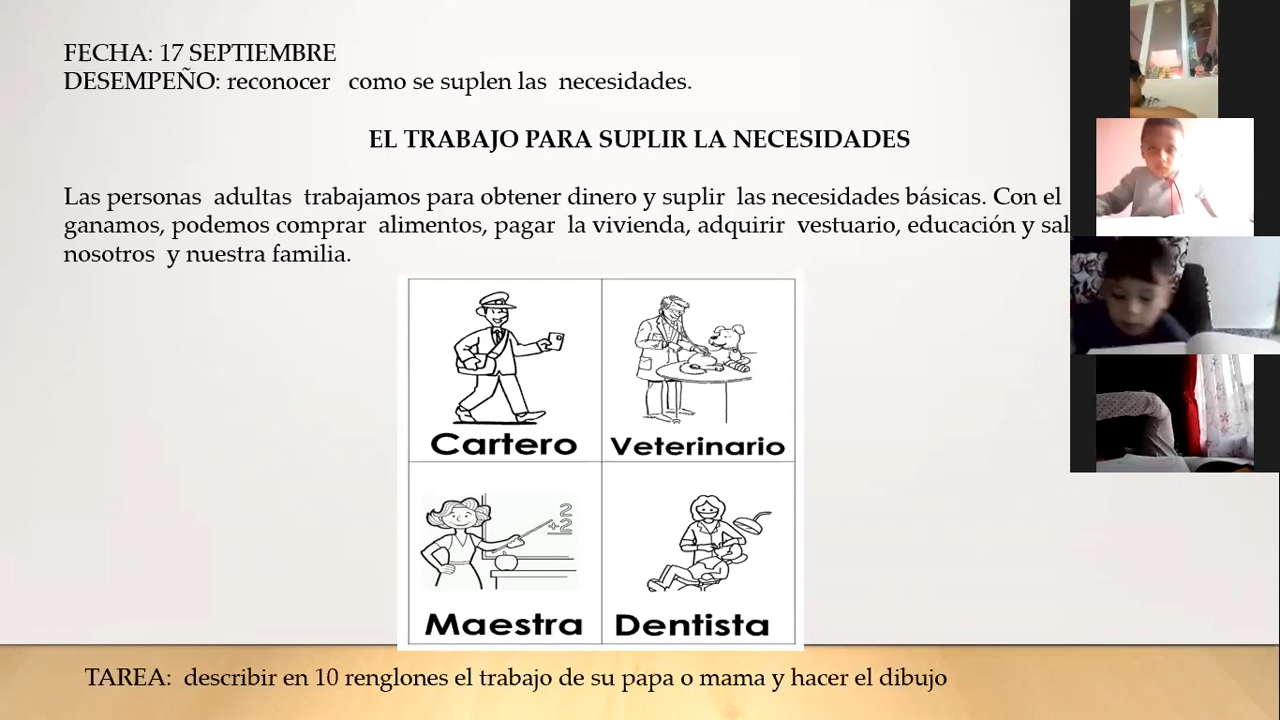 FECHA: 17 SEPTIEMBRE
DESEMPEÑO: reconocer como se suplen las necesidades.
EL TRABAJO PARA SUPLIR LA NECESIDADES
Las personas adultas trabajamos para obtener dinero y suplir las necesidades básicas. Con el
ganamos, podemos comprar alimentos, pagar la vivienda, adquirir vestuario, educación y sal
nosotros y nuestra familia.
Cartero
Veterinario
2
+2
Maestra
Dentista
TAREA: describir en 10 renglones el trabajo de su papa o mama y hacer el dibujo